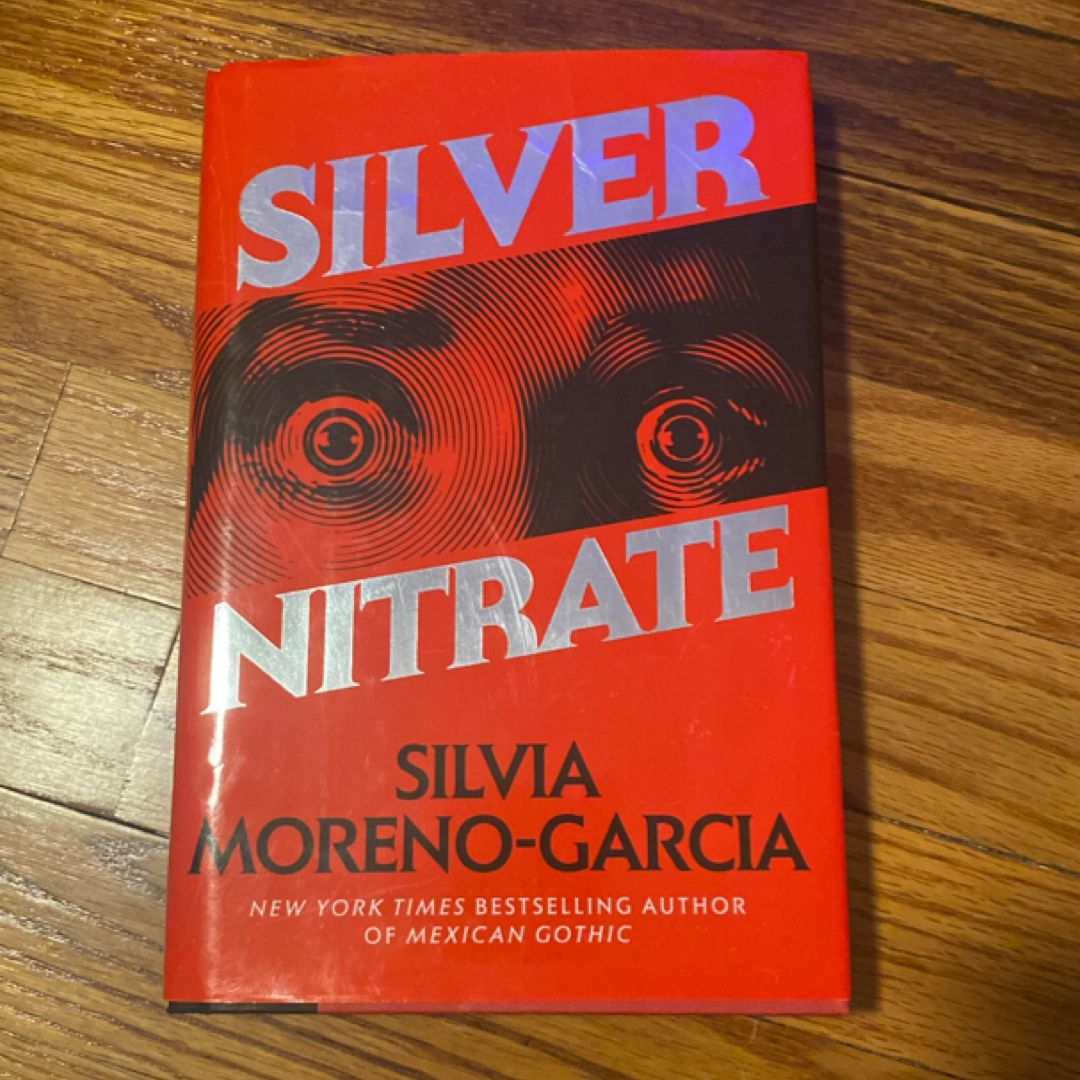 SILVER
NITRATE
SILVIA
MORENO-GARCIA
NEW YORK TIMES BESTSELLING AUTHOR
OF MEXICAN GOTHIC